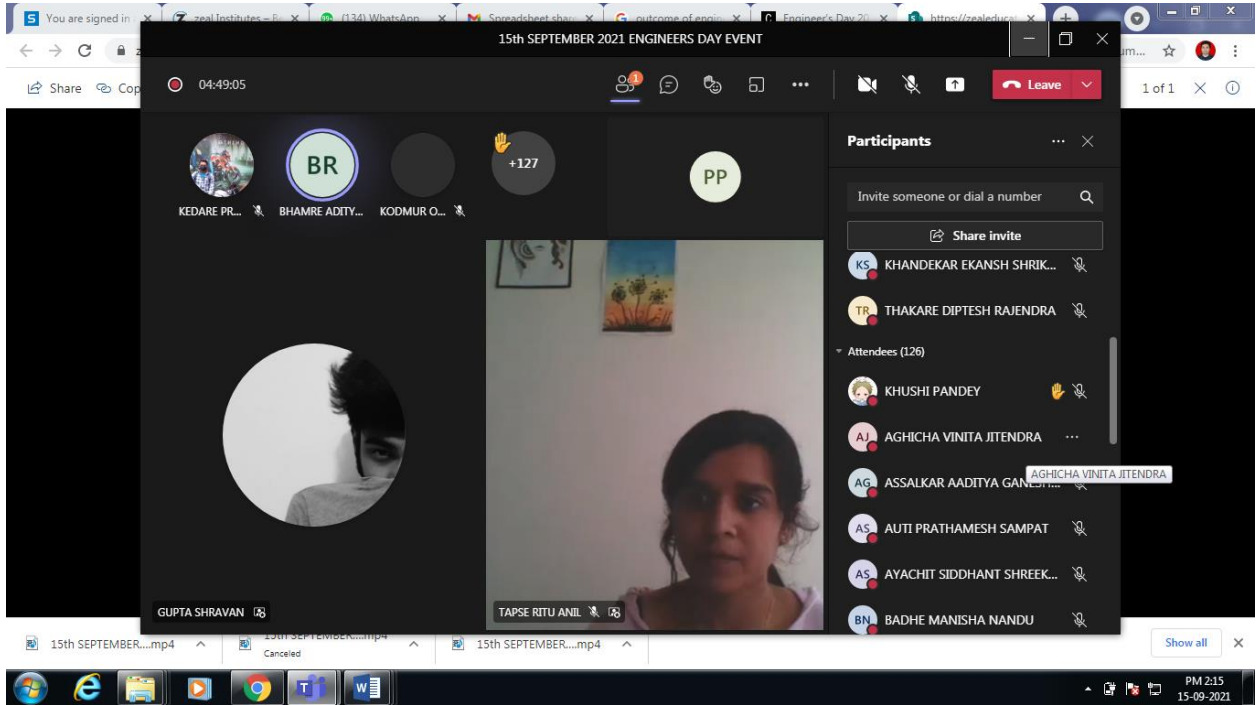 You are signed in
zeal Institutes – Be
(134) WhatsApp
Spreadsheet share
outcome of engin
Engineer's Day 20
https://zealeduca
15th SEPTEMBER 2021 ENGINEERS DAY EVENT
Share
Cop
04:49:05
1
Leave
1 of 1
KEDARE PR...
BR
BHAMRE ADITY...
KODMUR O...
+127
PP
GUPTA SHRAVAN
TAPSE RITU ANIL
Participants
Invite someone or dial a number
Share invite
KS KHANDEKAR EKANSH SHRIK...
TR THAKARE DIPTESH RAJENDRA
Attendees (126)
KHUSHI PANDEY
AJ AGHICHA VINITA JITENDRA
AGHICHA VINITA JITENDRA
AG ASSALKAR AADITYA GANESH...
AS AUTI PRATHAMESH SAMPAT
AS AYACHIT SIDDHANT SHREEK...
BN BADHE MANISHA NANDU
15th SEPTEMBER....mp4
15th SEPTEMBER....mp4
Canceled
15th SEPTEMBER....mp4
Show all
PM 2:15
15-09-2021